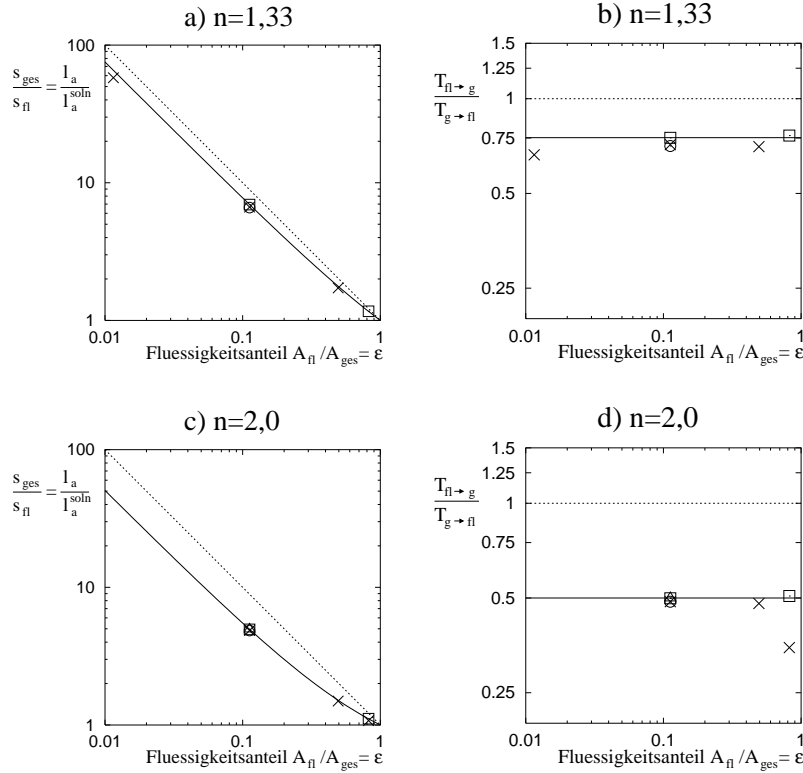 a) n=1,33
100
10
1
0.01
0.1
1
s_ges / s_fl = l_a / l_a^soln
Fluessigkeitsanteil A_fl /A_ges = ε
b) n=1,33
1.5
1.25
1
0.75
0.5
0.25
0.01
0.1
1
T_fl→g / T_g→fl
Fluessigkeitsanteil A_fl /A_ges = ε
c) n=2,0
100
10
1
0.01
0.1
1
s_ges / s_fl = l_a / l_a^soln
Fluessigkeitsanteil A_fl /A_ges = ε
d) n=2,0
1.5
1.25
1
0.75
0.5
0.25
0.01
0.1
1
T_fl→g / T_g→fl
Fluessigkeitsanteil A_fl /A_ges = ε